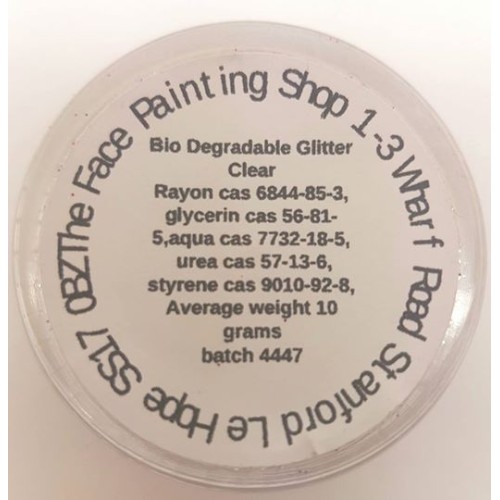 The Face Painting Shop 1-3 Wharf Road Stanford Le Hope SS17 0BZ
Bio Degradable Glitter
Clear
Rayon cas 6844-85-3,
glycerin cas 56-81-
5,aqua cas 7732-18-5,
urea cas 57-13-6,
styrene cas 9010-92-8,
Average weight 10
grams
batch 4447